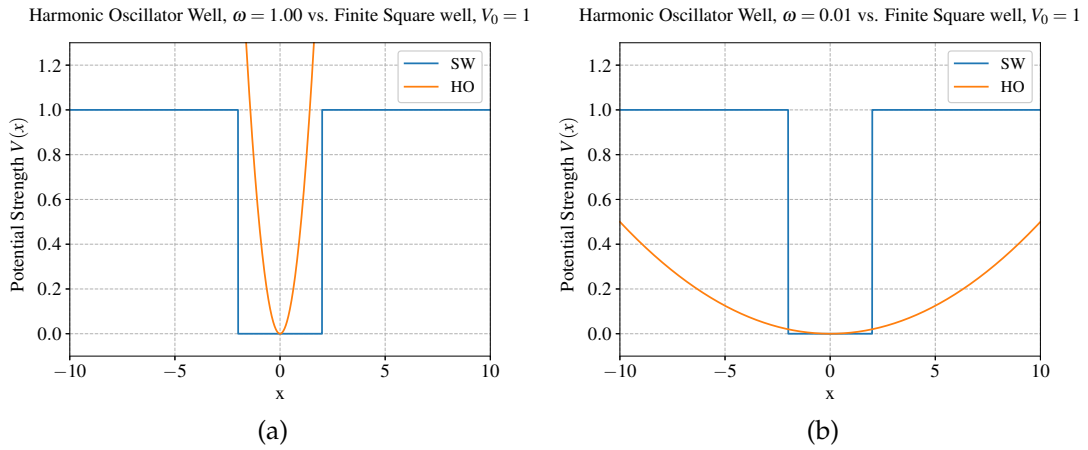 Harmonic Oscillator Well, ω = 1.00 vs. Finite Square well, V₀ = 1
SW
HO
1.2
1.0
0.8
0.6
0.4
0.2
0.0
Potential Strength V(x)
−10
−5
0
5
10
x
(a)
Harmonic Oscillator Well, ω = 0.01 vs. Finite Square well, V₀ = 1
SW
HO
1.2
1.0
0.8
0.6
0.4
0.2
0.0
Potential Strength V(x)
−10
−5
0
5
10
x
(b)